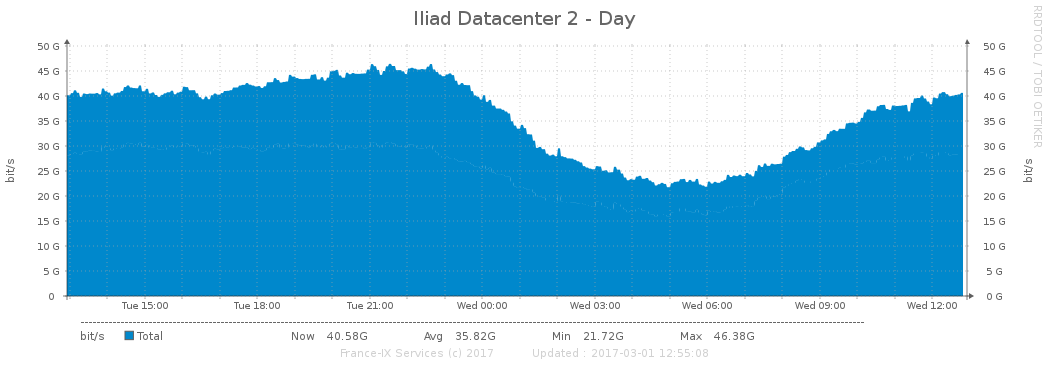 Iliad Datacenter 2 - Day
RRDTOOL / TOBI OETIKER
50 G 50 G
45 G 45 G
40 G 40 G
35 G 35 G
30 G 30 G
25 G 25 G
20 G 20 G
15 G 15 G
10 G 10 G
5 G 5 G
0 0 G
bit/s bit/s
Tue 15:00 Tue 18:00 Tue 21:00 Wed 00:00 Wed 03:00 Wed 06:00 Wed 09:00 Wed 12:00
bit/s Total Now 40.58G Avg 35.82G Min 21.72G Max 46.38G
France-IX Services (c) 2017 Updated : 2017-03-01 12:55:08